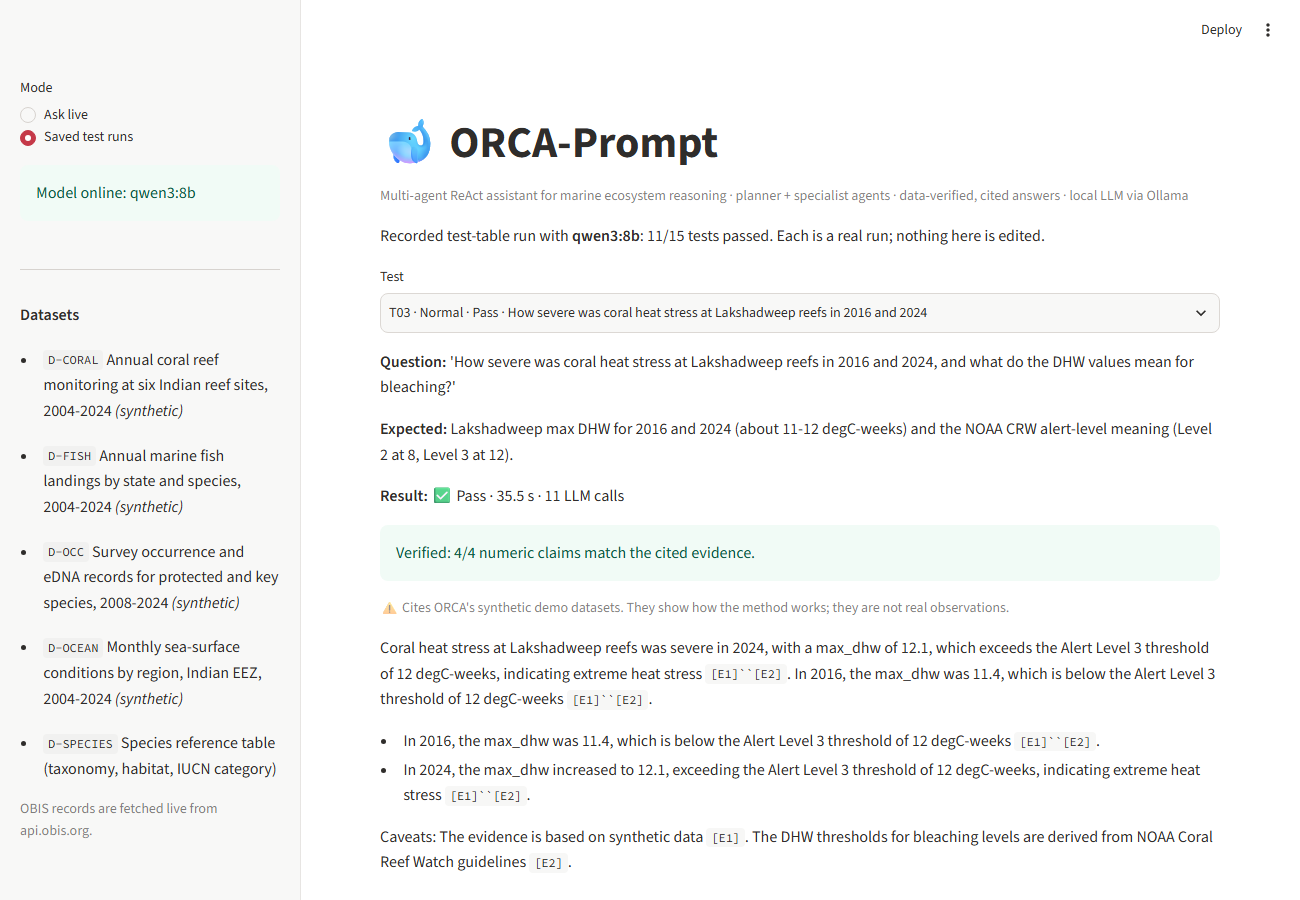 Deploy
Mode
Ask live
Saved test runs
Model online: qwen3:8b
Datasets
D-CORAL Annual coral reef
monitoring at six Indian reef sites,
2004-2024 (synthetic)
D-FISH Annual marine fish
landings by state and species,
2004-2024 (synthetic)
D-OCC Survey occurrence and
eDNA records for protected and key
species, 2008-2024 (synthetic)
D-OCEAN Monthly sea-surface
conditions by region, Indian EEZ,
2004-2024 (synthetic)
D-SPECIES Species reference table
(taxonomy, habitat, IUCN category)
OBIS records are fetched live from
api.obis.org.
ORCA-Prompt
Multi-agent ReAct assistant for marine ecosystem reasoning · planner + specialist agents · data-verified, cited answers · local LLM via Ollama
Recorded test-table run with qwen3:8b: 11/15 tests passed. Each is a real run; nothing here is edited.
Test
T03 · Normal · Pass · How severe was coral heat stress at Lakshadweep reefs in 2016 and 2024
Question: 'How severe was coral heat stress at Lakshadweep reefs in 2016 and 2024, and what do the DHW values mean for
bleaching?'
Expected: Lakshadweep max DHW for 2016 and 2024 (about 11-12 degC-weeks) and the NOAA CRW alert-level meaning (Level
2 at 8, Level 3 at 12).
Result: ✅ Pass · 35.5 s · 11 LLM calls
Verified: 4/4 numeric claims match the cited evidence.
⚠️ Cites ORCA's synthetic demo datasets. They show how the method works; they are not real observations.
Coral heat stress at Lakshadweep reefs was severe in 2024, with a max_dhw of 12.1, which exceeds the Alert Level 3 threshold
of 12 degC-weeks, indicating extreme heat stress [E1]``[E2] . In 2016, the max_dhw was 11.4, which is below the Alert Level 3
threshold of 12 degC-weeks [E1]``[E2] .
In 2016, the max_dhw was 11.4, which is below the Alert Level 3 threshold of 12 degC-weeks [E1]``[E2] .
In 2024, the max_dhw increased to 12.1, exceeding the Alert Level 3 threshold of 12 degC-weeks, indicating extreme heat
stress [E1]``[E2] .
Caveats: The evidence is based on synthetic data [E1] . The DHW thresholds for bleaching levels are derived from NOAA Coral
Reef Watch guidelines [E2] .